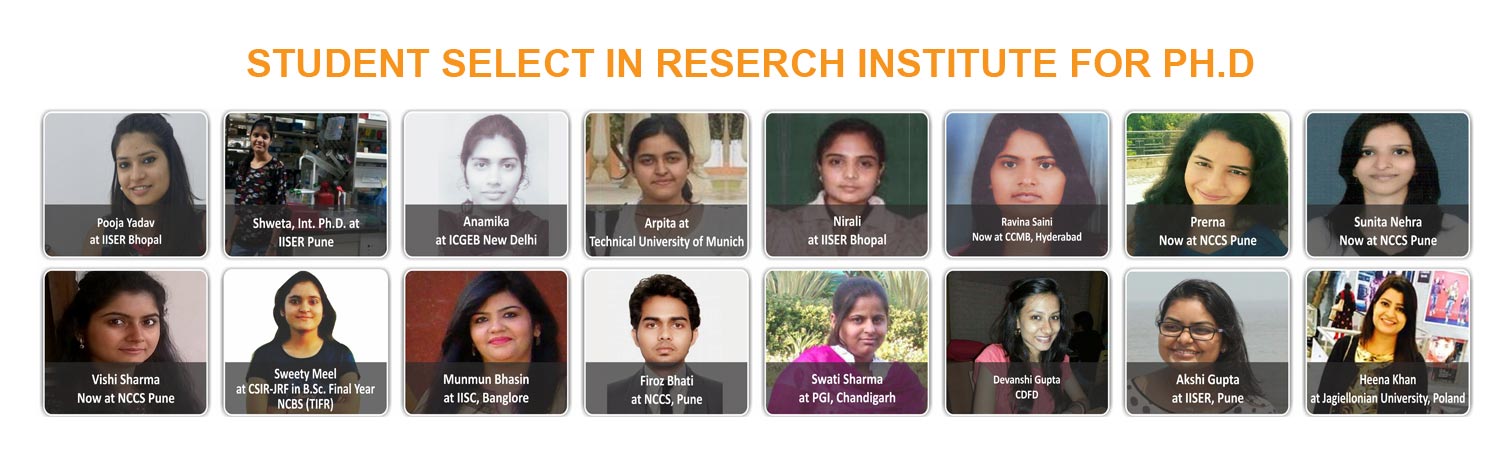 STUDENT SELECT IN RESERCH INSTITUTE FOR PH.D
Pooja Yadav
at IISER Bhopal
Shweta, Int. Ph.D. at
IISER Pune
Anamika
at ICGEB New Delhi
Arpita at
Technical University of Munich
Nirali
at IISER Bhopal
Ravina Saini
Now at CCMB, Hyderabad
Prerna
Now at NCCS Pune
Sunita Nehra
Now at NCCS Pune
Vishi Sharma
Now at NCCS Pune
Sweety Meel
at CSIR-JRF in B.Sc. Final Year
NCBS (TIFR)
Munmun Bhasin
at IISC, Banglore
Firoz Bhati
at NCCS, Pune
Swati Sharma
at PGI, Chandigarh
Devanshi Gupta
CDFD
Akshi Gupta
at IISER, Pune
Heena Khan
at Jagiellonian University, Poland